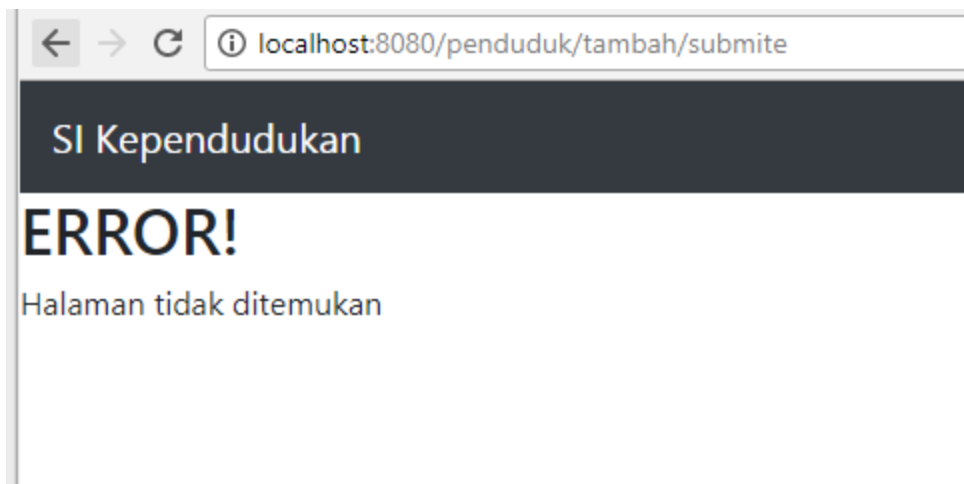 localhost:8080/penduduk/tambah/submite
SI Kependudukan
ERROR!
Halaman tidak ditemukan